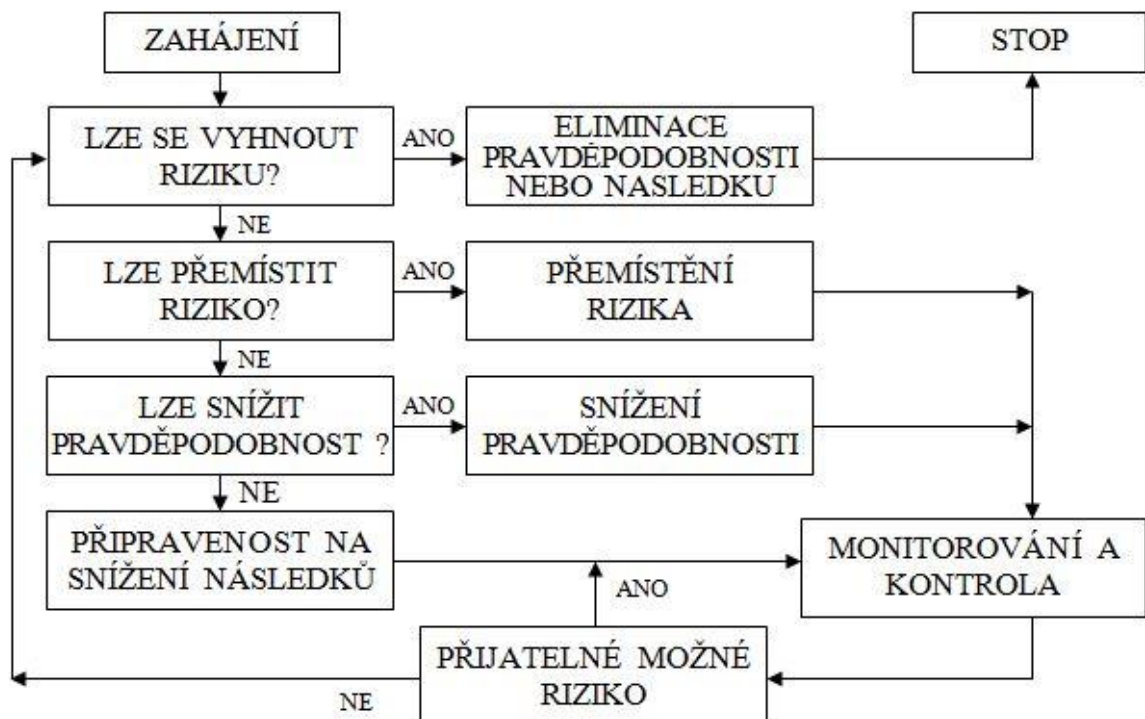 ZAHÁJENÍ
STOP
LZE SE VYHNOUT
RIZIKU?
ANO
ELIMINACE
PRAVDĚPODOBNOSTI
NEBO NÁSLEDKU
NE
LZE PŘEMÍSTIT
RIZIKO?
ANO
PŘEMÍSTĚNÍ
RIZIKA
NE
LZE SNÍŽIT
PRAVDĚPODOBNOST ?
ANO
SNÍŽENÍ
PRAVDĚPODOBNOSTI
NE
PŘIPRAVENOST NA
SNÍŽENÍ NÁSLEDKŮ
MONITOROVÁNÍ A
KONTROLA
ANO
PŘIJATELNÉ MOŽNÉ
RIZIKO
NE